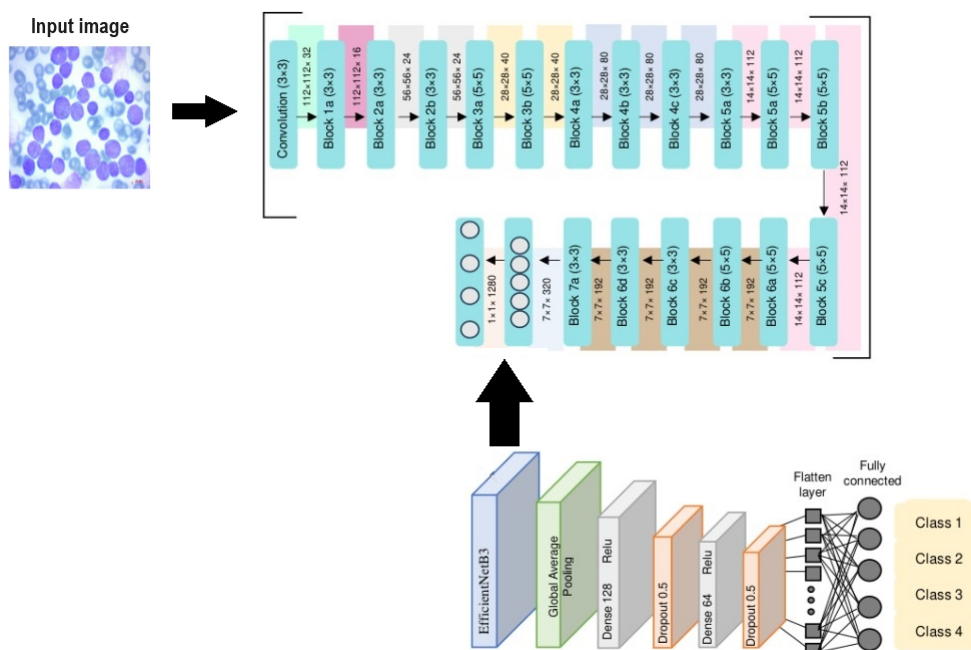 Input image
Convolution (3×3)
112×112× 32
Block 1a (3×3)
112×112× 16
Block 2a (3×3)
56×56× 24
Block 2b (3×3)
56×56× 24
Block 3a (5×5)
28×28× 40
Block 3b (5×5)
28×28× 40
Block 4a (3×3)
28×28× 80
Block 4b (3×3)
28×28× 80
Block 4c (3×3)
28×28× 80
Block 5a (3×3)
14×14× 112
Block 5a (5×5)
14×14× 112
Block 5b (5×5)
14×14× 112
Block 5c (5×5)
14×14× 112
Block 6a (5×5)
7×7× 192
Block 6b (5×5)
7×7× 192
Block 6c (3×3)
7×7× 192
Block 6d (3×3)
7×7× 192
Block 7a (3×3)
7×7× 320
1×1× 1280
EfficientNetB3
Global Average
Pooling
Dense 128 Relu
Dropout 0.5
Dense 64 Relu
Dropout 0.5
Flatten
layer
Fully
connected
Class 1
Class 2
Class 3
Class 4